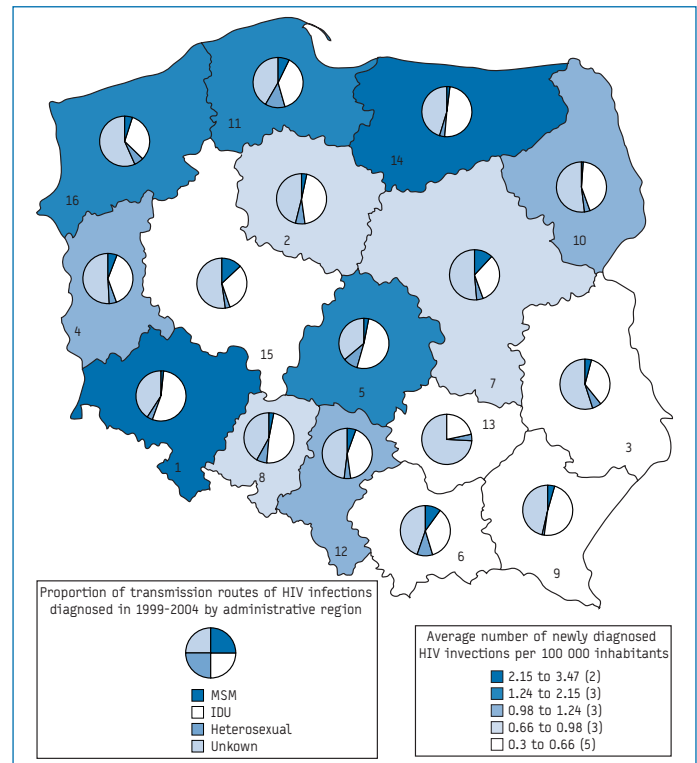 11
14
16
2
10
4
15
5
7
13
3
1
8
12
6
9
Proportion of transmission routes of HIV infections
diagnosed in 1999-2004 by administrative region
MSM
IDU
Heterosexual
Unkown
Average number of newly diagnosed
HIV invections per 100 000 inhabitants
2.15 to 3.47 (2)
1.24 to 2.15 (3)
0.98 to 1.24 (3)
0.66 to 0.98 (3)
0.3 to 0.66 (5)